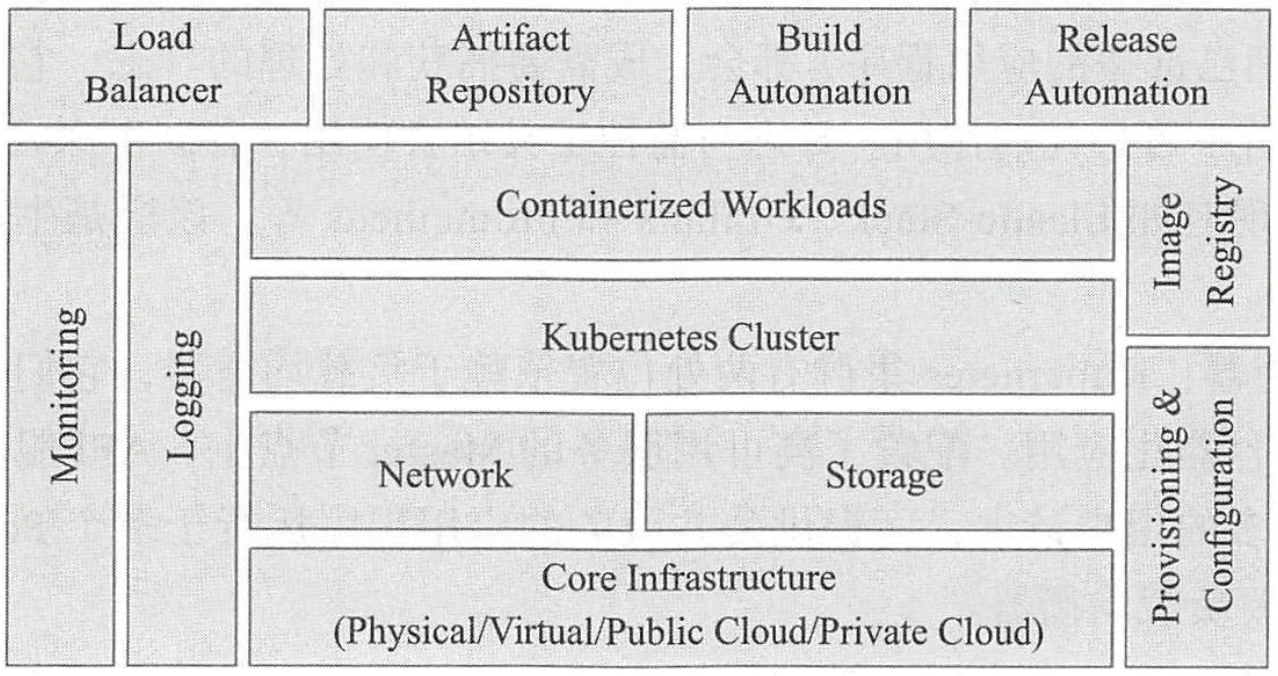 Load
Balancer
Artifact
Repository
Build
Automation
Release
Automation
Monitoring
Logging
Containerized Workloads
Kubernetes Cluster
Network
Storage
Core Infrastructure
(Physical/Virtual/Public Cloud/Private Cloud)
Image
Registry
Provisioning &
Configuration